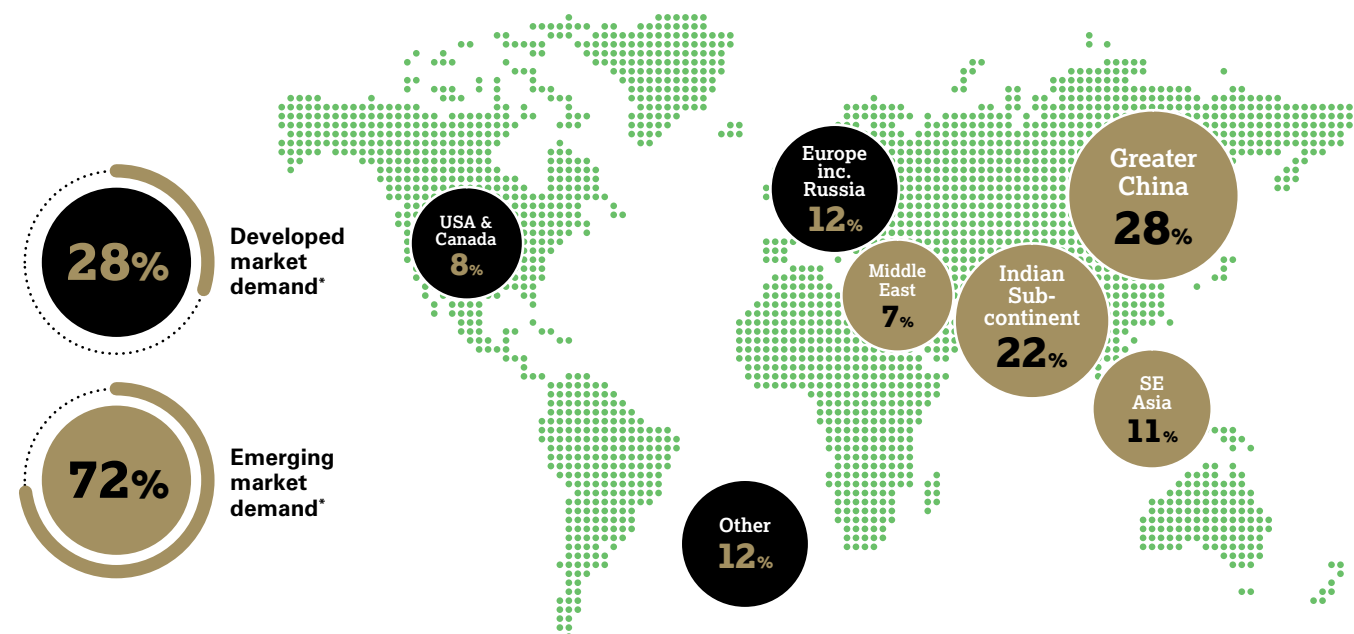 28%
Developed
market
demand*
72%
Emerging
market
demand*
USA &
Canada
8%
Europe
inc.
Russia
12%
Middle
East
7%
Indian
Sub-
continent
22%
Greater
China
28%
SE
Asia
11%
Other
12%